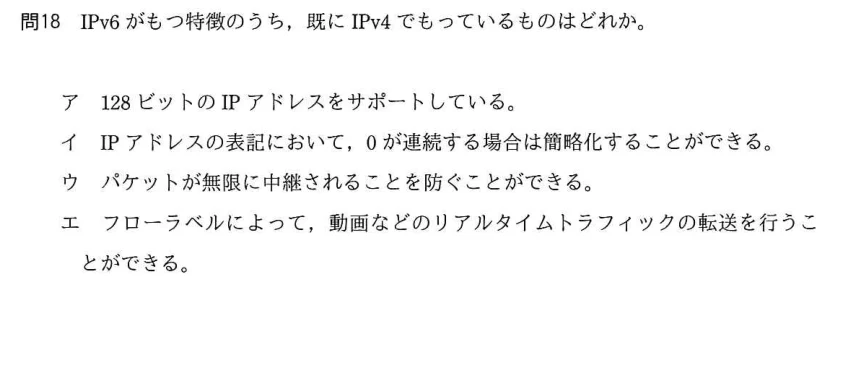 問18 IPv6 がもつ特徴のうち，既に IPv4 でもっているものはどれか。
ア 128 ビットの IP アドレスをサポートしている。
イ IP アドレスの表記において，0 が連続する場合は簡略化することができる。
ウ パケットが無限に中継されることを防ぐことができる。
エ フローラベルによって，動画などのリアルタイムトラフィックの転送を行うこ
とができる。